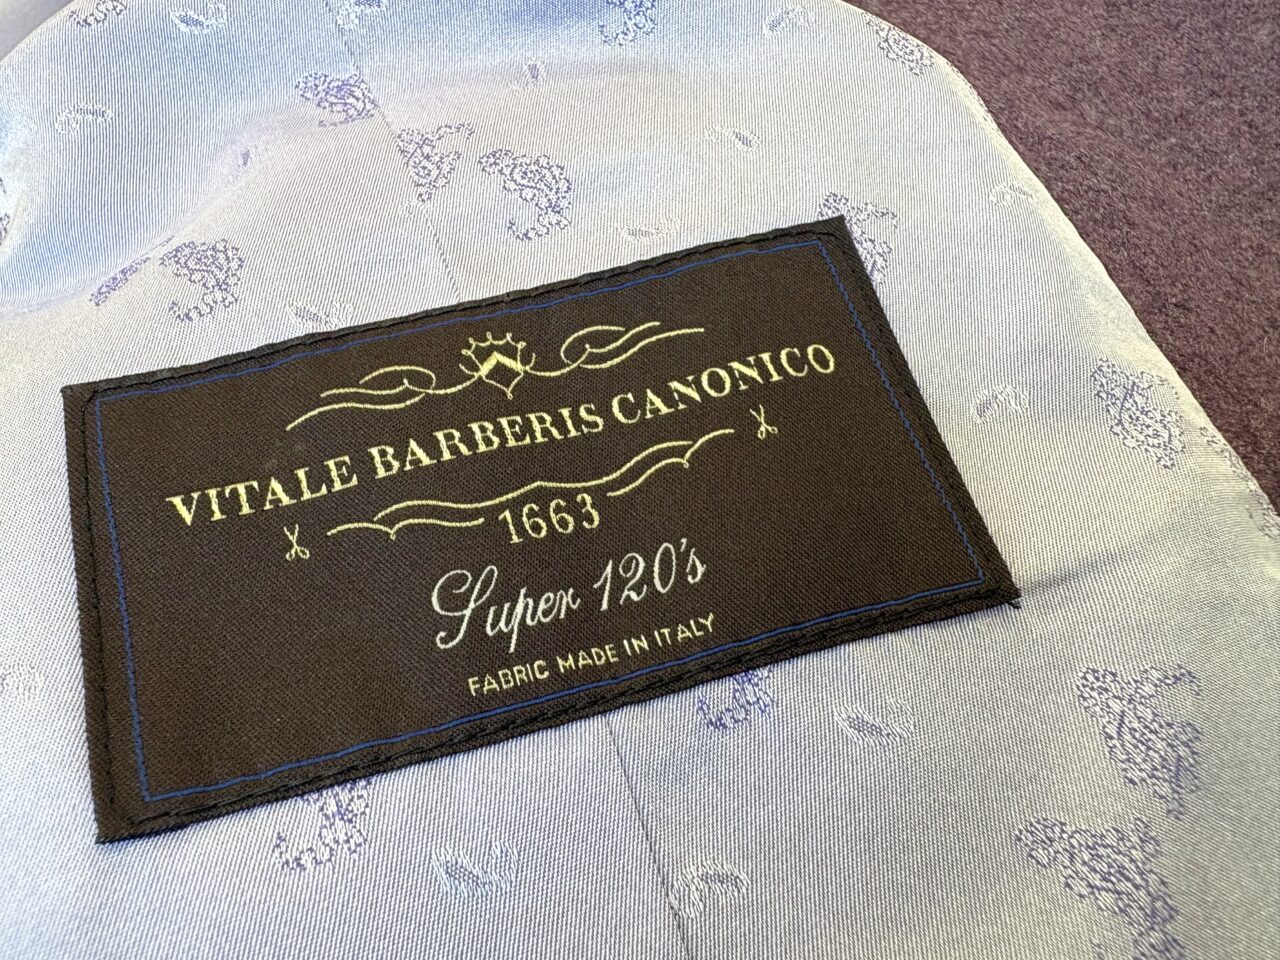 VITALE BARBERIS CANONICO
1663
Super 120's
FABRIC MADE IN ITALY